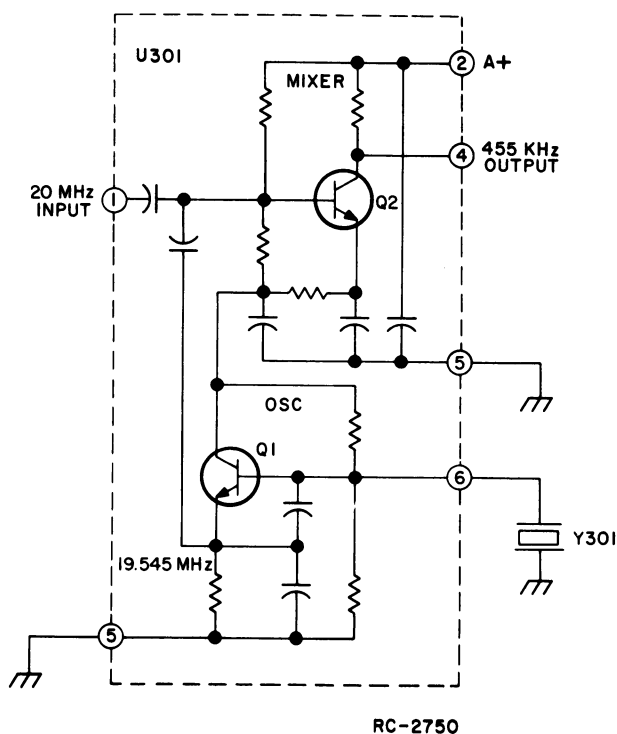 U301
MIXER
2 A+
4 455 KHz
OUTPUT
20 MHz
INPUT 1
Q2
5
OSC
Q1
6
Y301
19.545 MHz
5
RC-2750